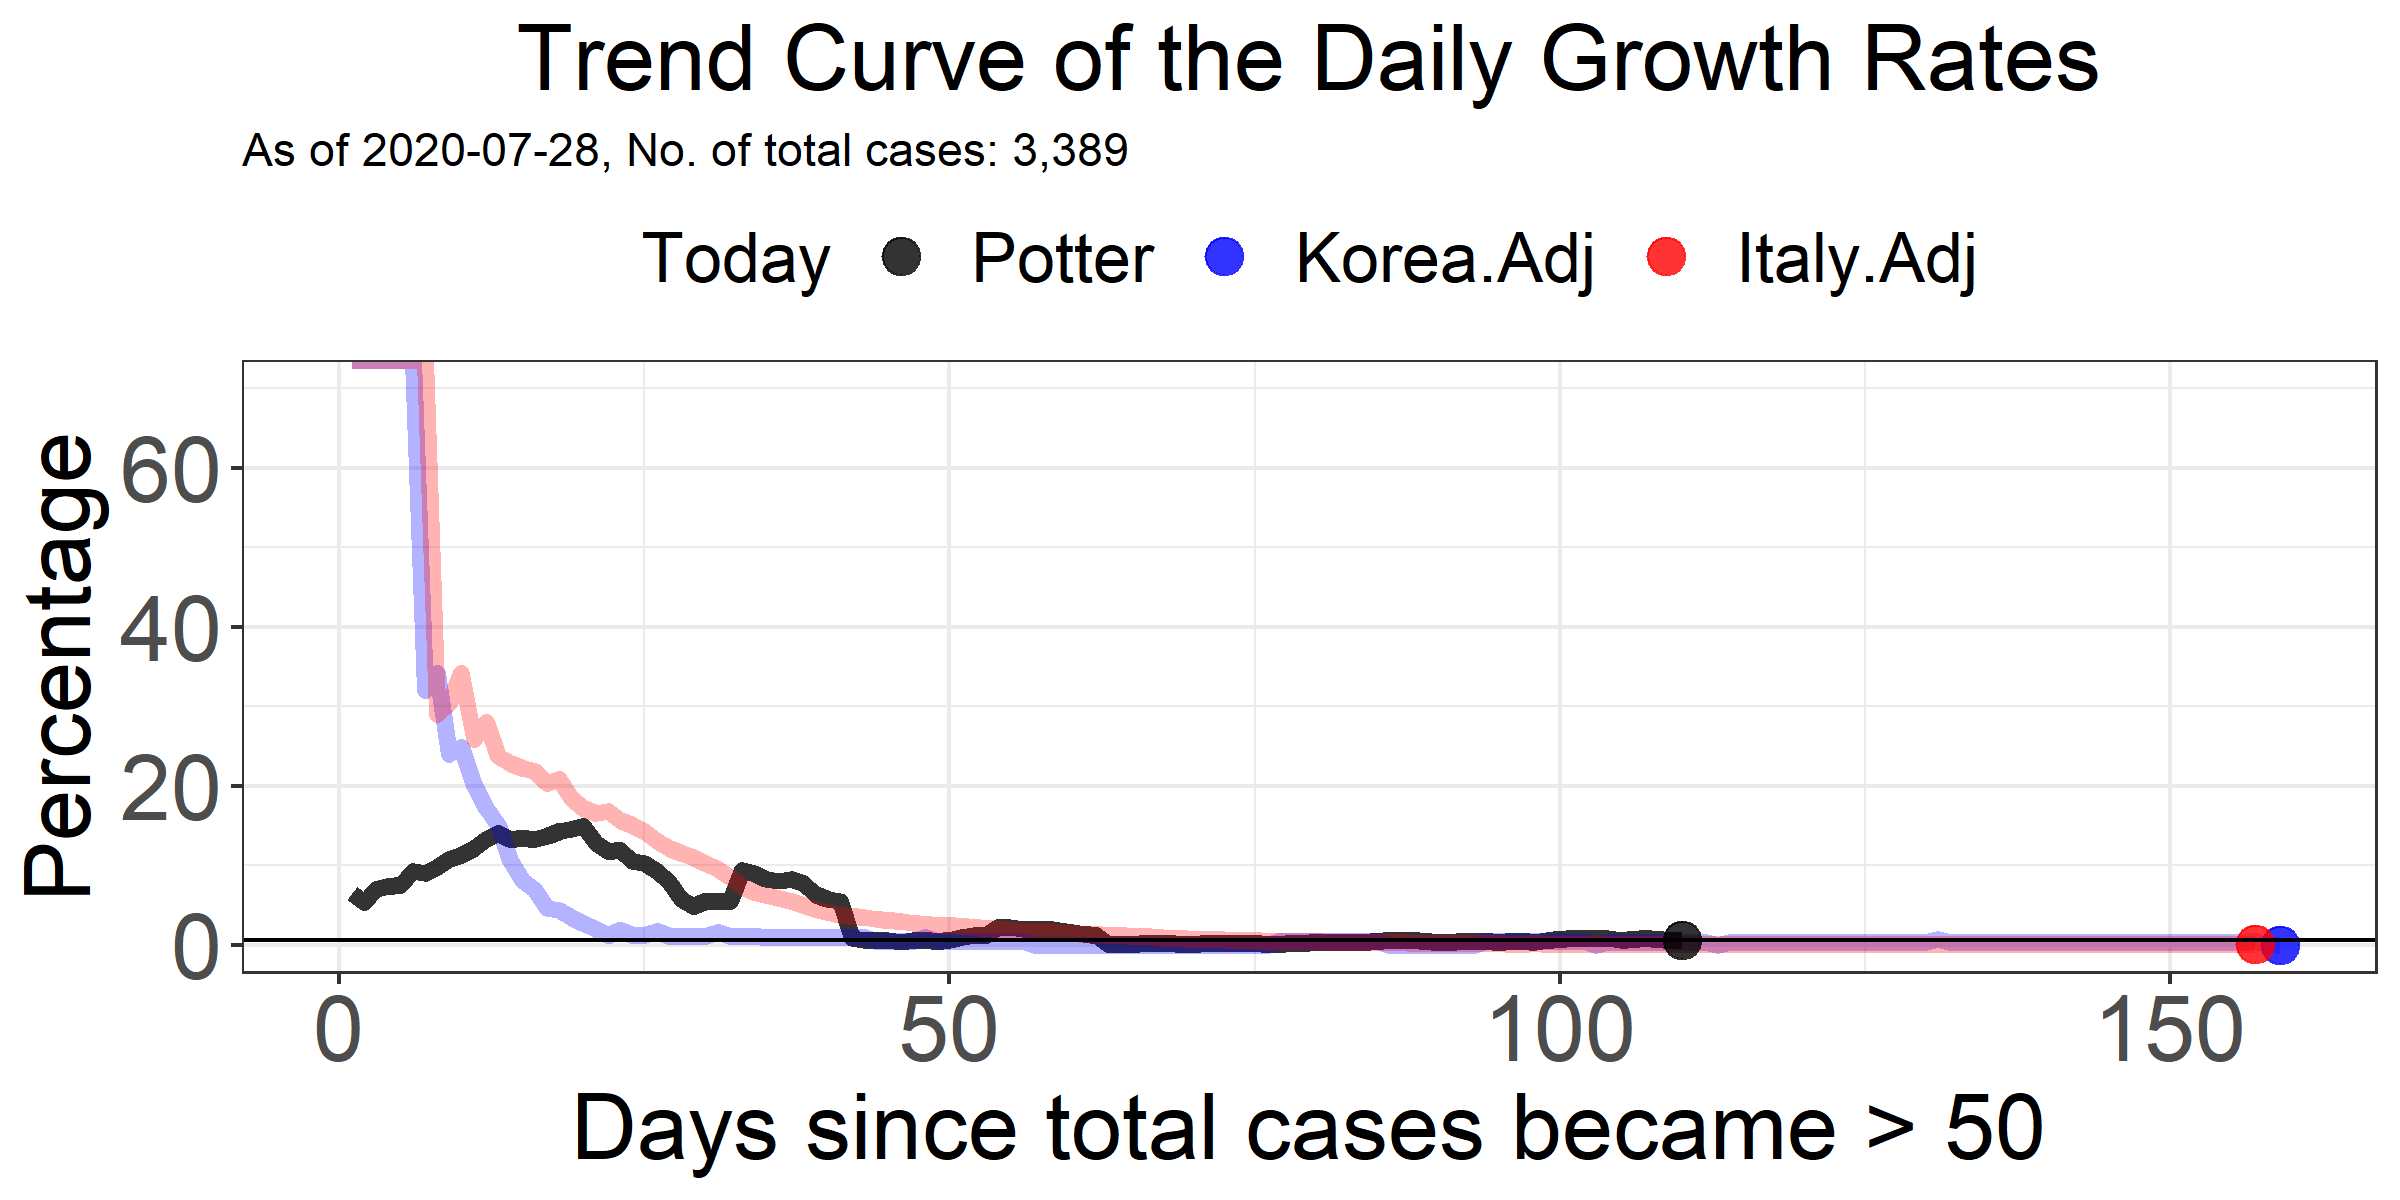 Trend Curve of the Daily Growth Rates
As of 2020-07-28, No. of total cases: 3,389
Today Potter Korea.Adj Italy.Adj
Percentage
60
40
20
0
0 50 100 150
Days since total cases became > 50